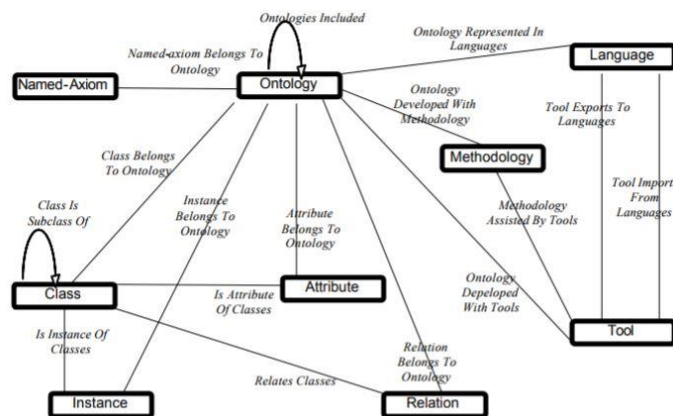 Ontologies Included
Ontology Represented In
Languages
Language
Named-axiom Belongs To
Ontology
Named-Axiom
Ontology
Ontology
Developed With
Methodology
Tool Exports To
Languages
Methodology
Class Belongs
To Ontology
Instance
Belongs To
Ontology
Attribute
Belongs To
Ontology
Methodology
Assisted By Tools
Tool Import
From
Languages
Class Is
Subclass Of
Class
Is Attribute
Of Classes
Attribute
Ontology
Depeloped
With Tools
Tool
Is Instance Of
Classes
Relates Classes
Relation
Belongs To
Ontology
Instance
Relation